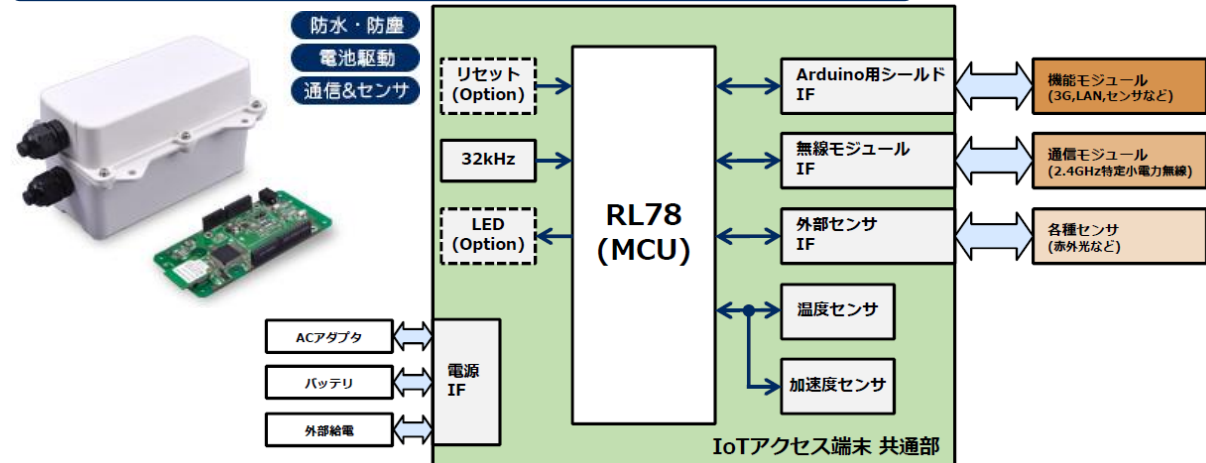 防水・防塵
電池駆動
通信&センサ
リセット
(Option)
32kHz
LED
(Option)
RL78
(MCU)
Arduino用シールド
IF
無線モジュール
IF
外部センサ
IF
温度センサ
加速度センサ
機能モジュール
(3G,LAN,センサなど)
通信モジュール
(2.4GHz特定小電力無線)
各種センサ
(赤外光など)
ACアダプタ
バッテリ
外部給電
電源
IF
IoTアクセス端末 共通部